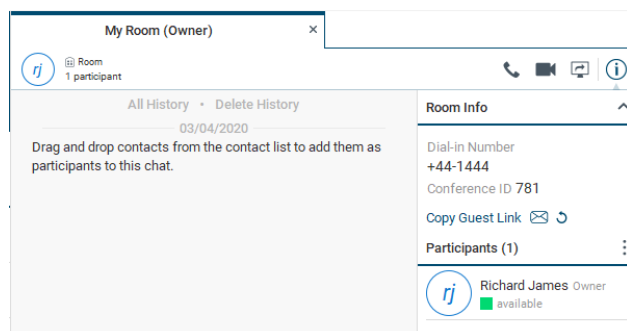 My Room (Owner) ×
rj
Room
1 participant
All History • Delete History
03/04/2020
Drag and drop contacts from the contact list to add them as
participants to this chat.
Room Info
Dial-in Number
+44-1444
Conference ID 781
Copy Guest Link
Participants (1)
rj
Richard James Owner
available